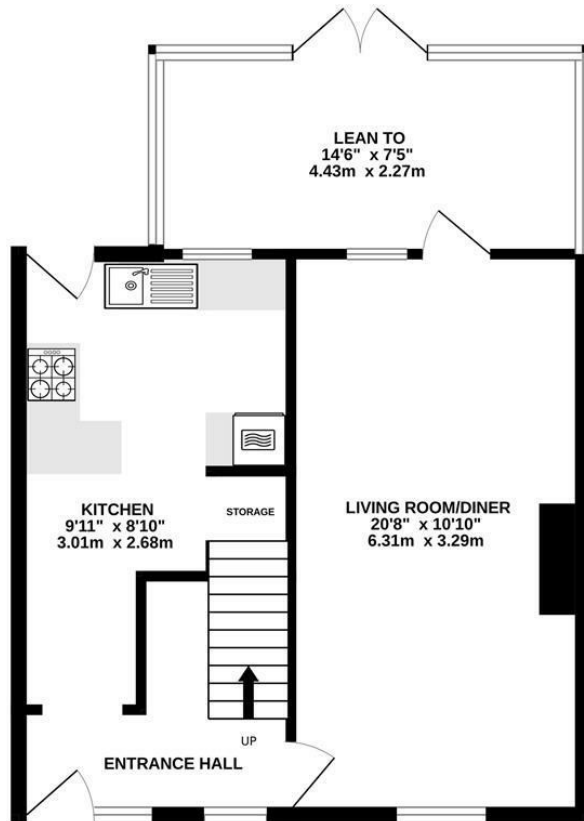 LEAN TO
14'6" x 7'5"
4.43m x 2.27m
KITCHEN
9'11" x 8'10"
3.01m x 2.68m
STORAGE
LIVING ROOM/DINER
20'8" x 10'10"
6.31m x 3.29m
UP
ENTRANCE HALL